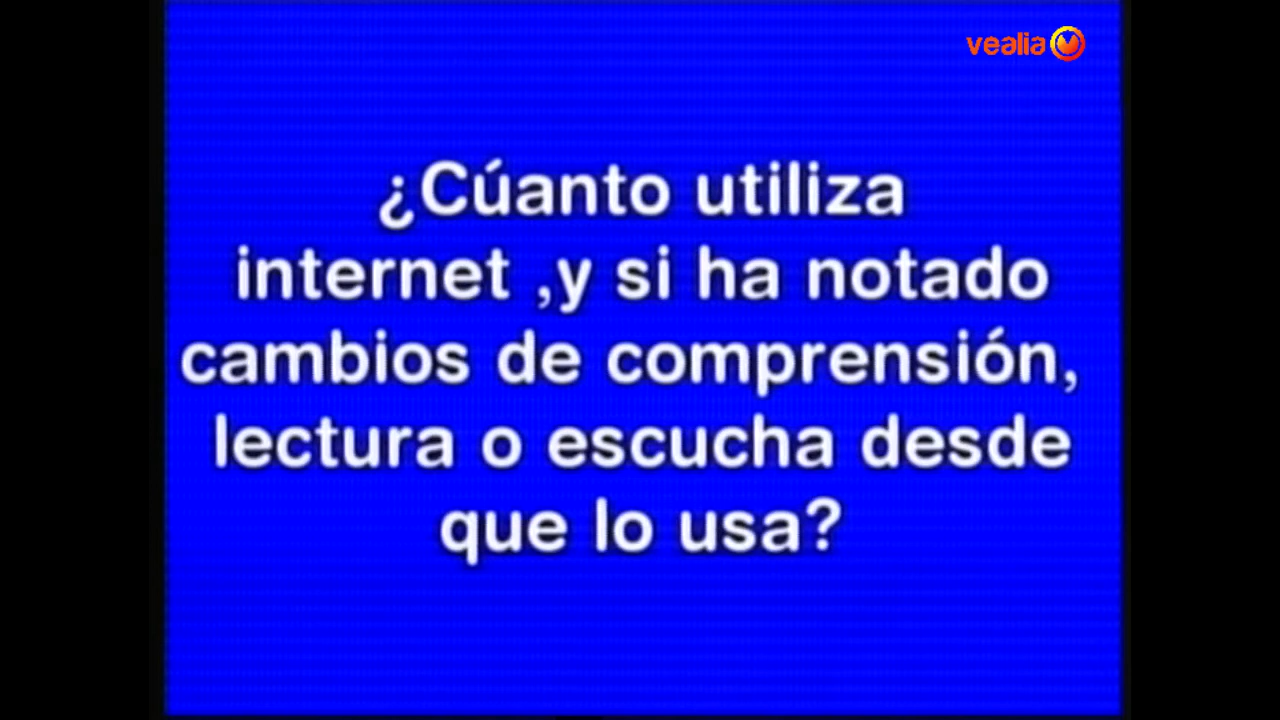 vealia
¿Cúanto utiliza
internet ,y si ha notado
cambios de comprensión,
lectura o escucha desde
que lo usa?